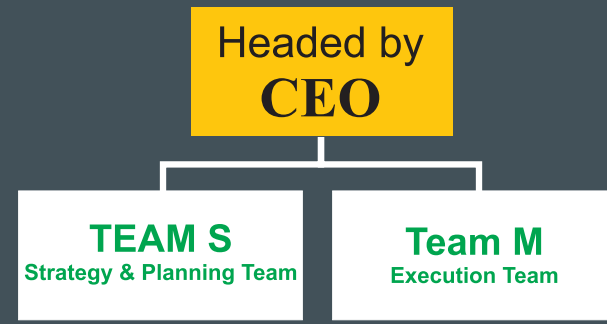 Headed by
CEO
TEAM S
Strategy & Planning Team
Team M
Execution Team